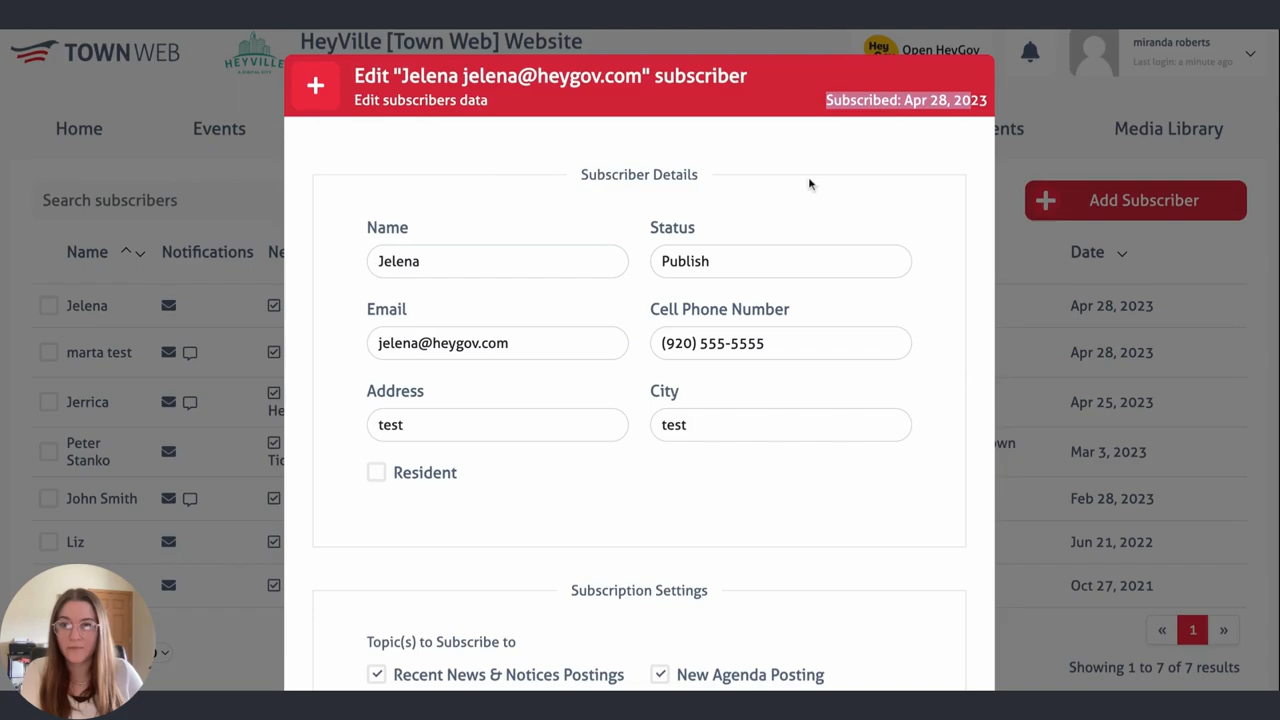 TOWN WEB
HEYVILLE
HeyVille [Town Web] Website
Hey
Open HeyGov
miranda roberts
Last login: a minute ago
Edit "Jelena jelena@heygov.com" subscriber
Edit subscribers data
Subscribed: Apr 28, 2023
Home
Events
ents
Media Library
Search subscribers
Add Subscriber
Subscriber Details
Name
Notifications
Ne
Date
Jelena
Apr 28, 2023
marta test
Apr 28, 2023
Jerrica
He
Apr 25, 2023
Peter
Stanko
Tic
own
Mar 3, 2023
John Smith
Feb 28, 2023
Liz
Jun 21, 2022
Oct 27, 2021
Name
Status
Jelena
Publish
Email
Cell Phone Number
jelena@heygov.com
(920) 555-5555
Address
City
test
test
Resident
Subscription Settings
Topic(s) to Subscribe to
Recent News & Notices Postings
New Agenda Posting
« 1 »
Showing 1 to 7 of 7 results